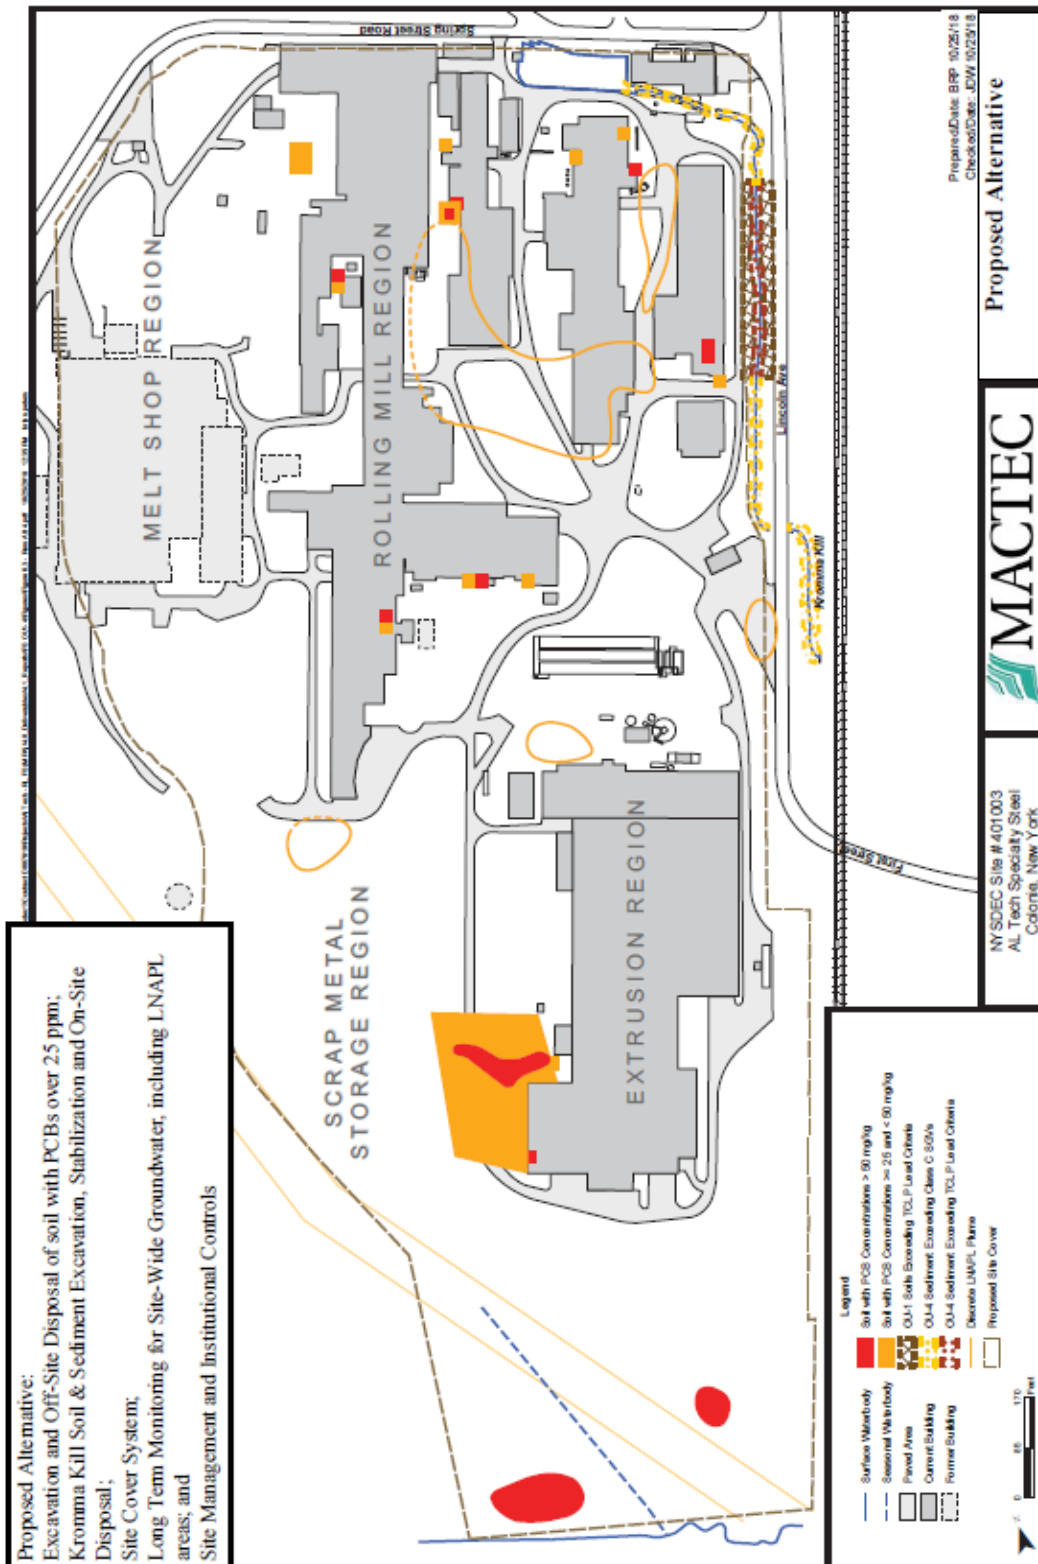 Proposed Alternative:
Excavation and Off-Site Disposal of soil with PCBs over 25 ppm;
Kromma Kill Soil & Sediment Excavation, Stabilization and On-Site
Disposal;
Site Cover System;
Long Term Monitoring for Site-Wide Groundwater, including LNAPL
areas; and
Site Management and Institutional Controls
MELT SHOP REGION
ROLLING MILL REGION
SCRAP METAL
STORAGE REGION
EXTRUSION REGION
Spring Street Road
Lincoln Ave
Kromma Kill
First Street
Legend
Surface Waterbody
Seasonal Waterbody
Paved Area
Current Building
Former Building
Soil with PCB Concentrations > 50 mg/kg
Soil with PCB Concentrations >= 25 and < 50 mg/kg
OU-1 Soils Exceeding TCLP Lead Criteria
OU-4 Sediment Exceeding Class C SGVs
OU-4 Sediment Exceeding TCLP Lead Criteria
Discrete LNAPL Plume
Proposed Site Cover
0 85 170
Feet
NYSDEC Site # 401003
AL Tech Specialty Steel
Colonie, New York
MACTEC
Prepared/Date: BRP 10/25/18
Checked/Date: JDW 10/25/18
Proposed Alternative